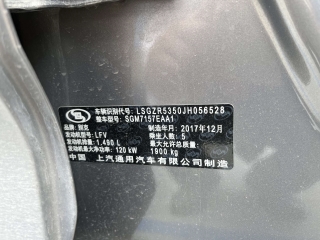 车辆识别代号: LSGZR5350JH056528
整车型号: SGM7157EAA1
品牌: 别克 制造年月: 2017年12月
发动机型号: LFV 乘坐人数: 5
发动机排量: 1.490 L 最大允许总质量:
发动机最大净功率: 120 kW 1900 kg
中国 上汽通用汽车有限公司制造